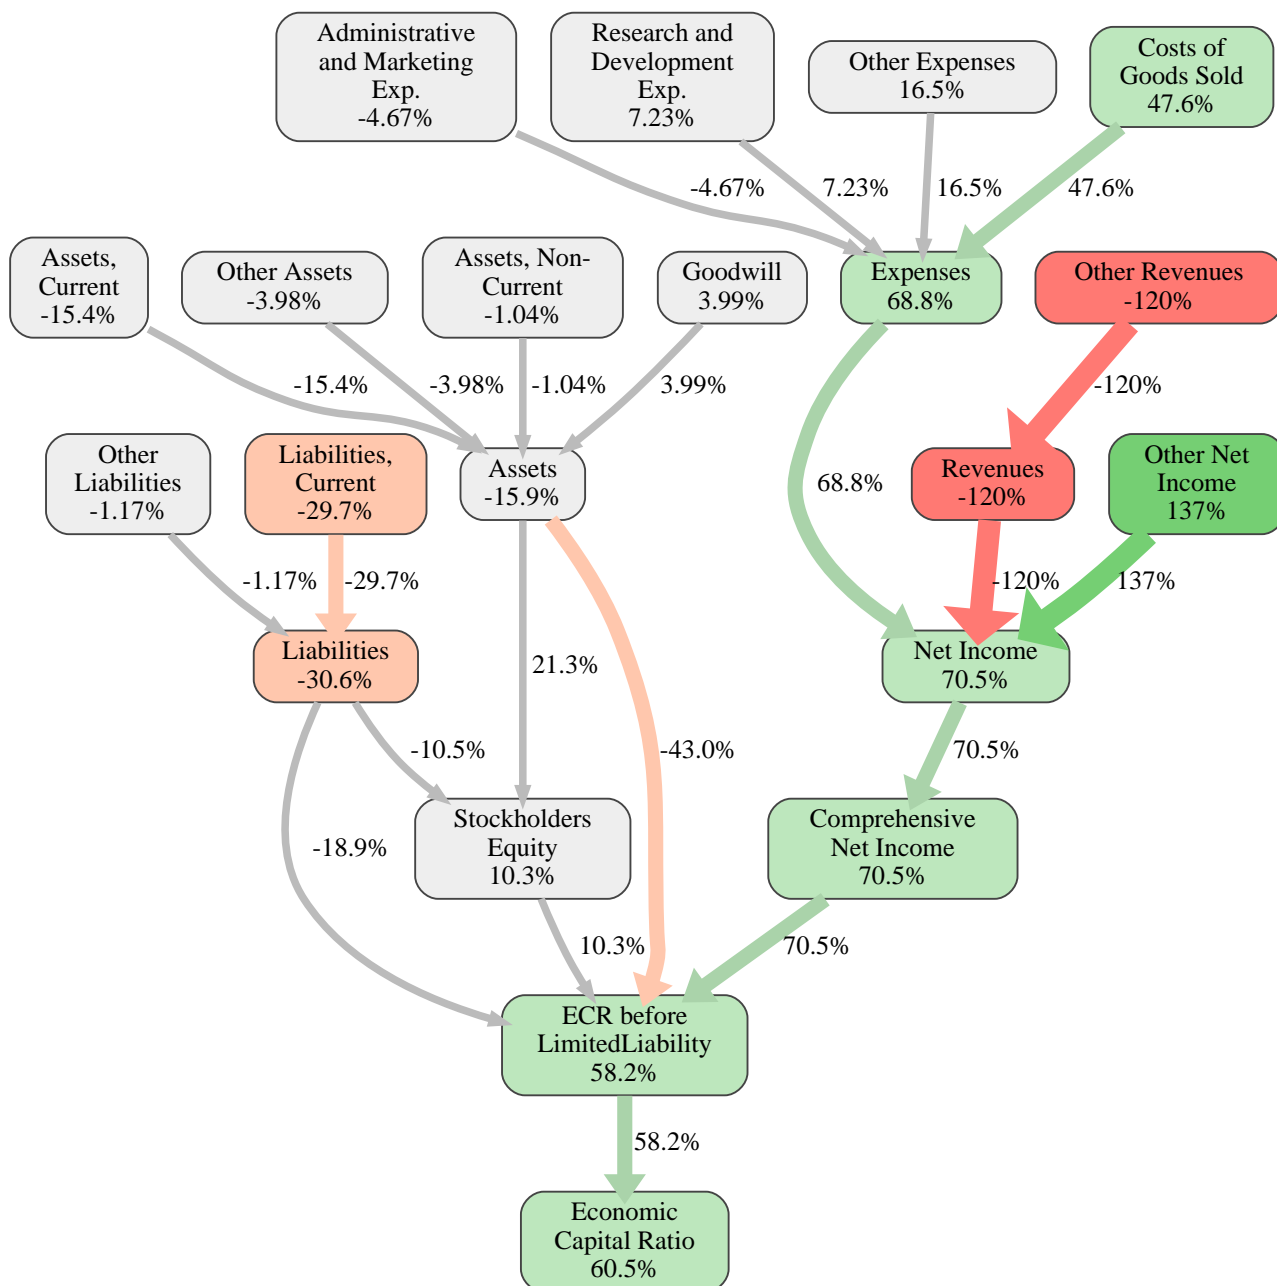 Administrative
and Marketing
Exp.
-4.67%
Research and
Development
Exp.
7.23%
Other Expenses
16.5%
Costs of
Goods Sold
47.6%
-4.67%
7.23%
16.5%
47.6%
Assets,
Current
-15.4%
Other Assets
-3.98%
Assets, Non-
Current
-1.04%
Goodwill
3.99%
Expenses
68.8%
Other Revenues
-120%
-15.4%
-3.98%
-1.04%
3.99%
-120%
Other
Liabilities
-1.17%
Liabilities,
Current
-29.7%
Assets
-15.9%
68.8%
Revenues
-120%
Other Net
Income
137%
-1.17%
-29.7%
-120%
137%
Liabilities
-30.6%
21.3%
Net Income
70.5%
-10.5%
-43.0%
70.5%
-18.9%
Stockholders
Equity
10.3%
Comprehensive
Net Income
70.5%
10.3%
70.5%
ECR before
LimitedLiability
58.2%
58.2%
Economic
Capital Ratio
60.5%